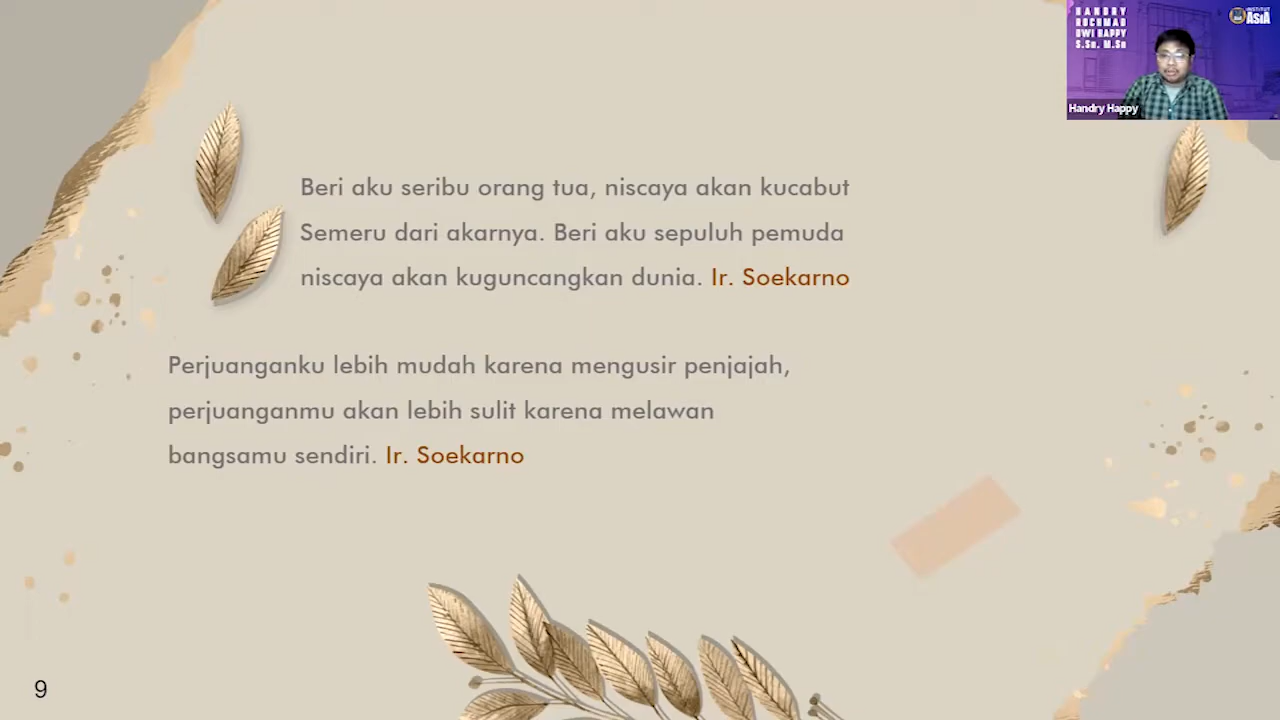 HANDRY
ROCHMAD
DWI HAPPY
S.Sn. M.Sn
INSTITUT
ASIA
Handry Happy
Beri aku seribu orang tua, niscaya akan kucabut
Semeru dari akarnya. Beri aku sepuluh pemuda
niscaya akan kuguncangkan dunia. Ir. Soekarno
Perjuanganku lebih mudah karena mengusir penjajah,
perjuanganmu akan lebih sulit karena melawan
bangsamu sendiri. Ir. Soekarno
9